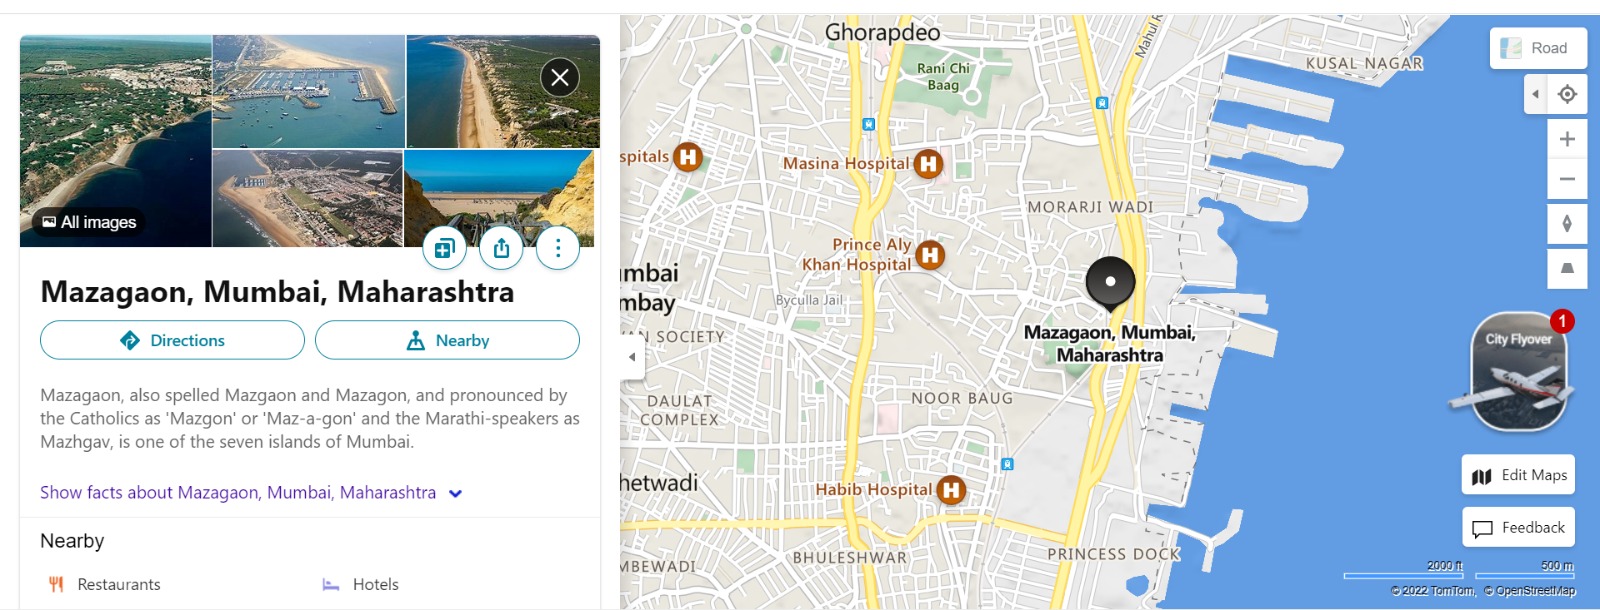 All images
Mazagaon, Mumbai, Maharashtra
Directions
Nearby
Mazagaon, also spelled Mazgaon and Mazagon, and pronounced by
the Catholics as 'Mazgon' or 'Maz-a-gon' and the Marathi-speakers as
Mazhgav, is one of the seven islands of Mumbai.
Show facts about Mazagaon, Mumbai, Maharashtra
Nearby
Restaurants
Hotels
Ghorapdeo
Mahul R
KUSAL NAGAR
Road
Rani Chi
Baag
spitals H
Masina Hospital H
MORARJI WADI
Prince Aly
Khan Hospital H
umbai
mbay
Byculla Jail
AN SOCIETY
Mazagaon, Mumbai,
Maharashtra
1
City Flyover
DAULAT
COMPLEX
NOOR BAUG
hetwadi
Habib Hospital H
Edit Maps
Feedback
BHULESHWAR
PRINCESS DOCK
MBEWADI
2000 ft
500 m
© 2022 TomTom, © OpenStreetMap